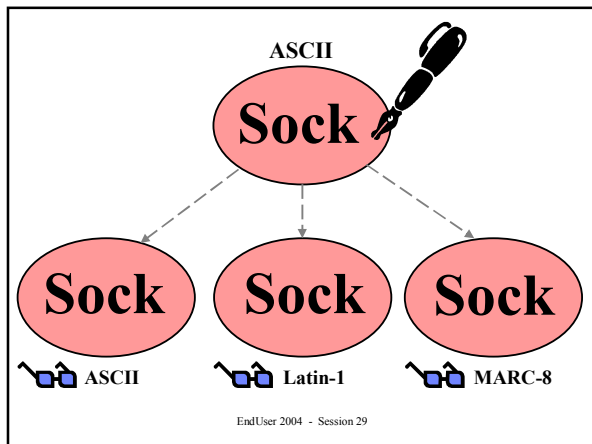 ASCII
Sock
Sock Sock Sock
ASCII Latin-1 MARC-8
EndUser 2004 - Session 29